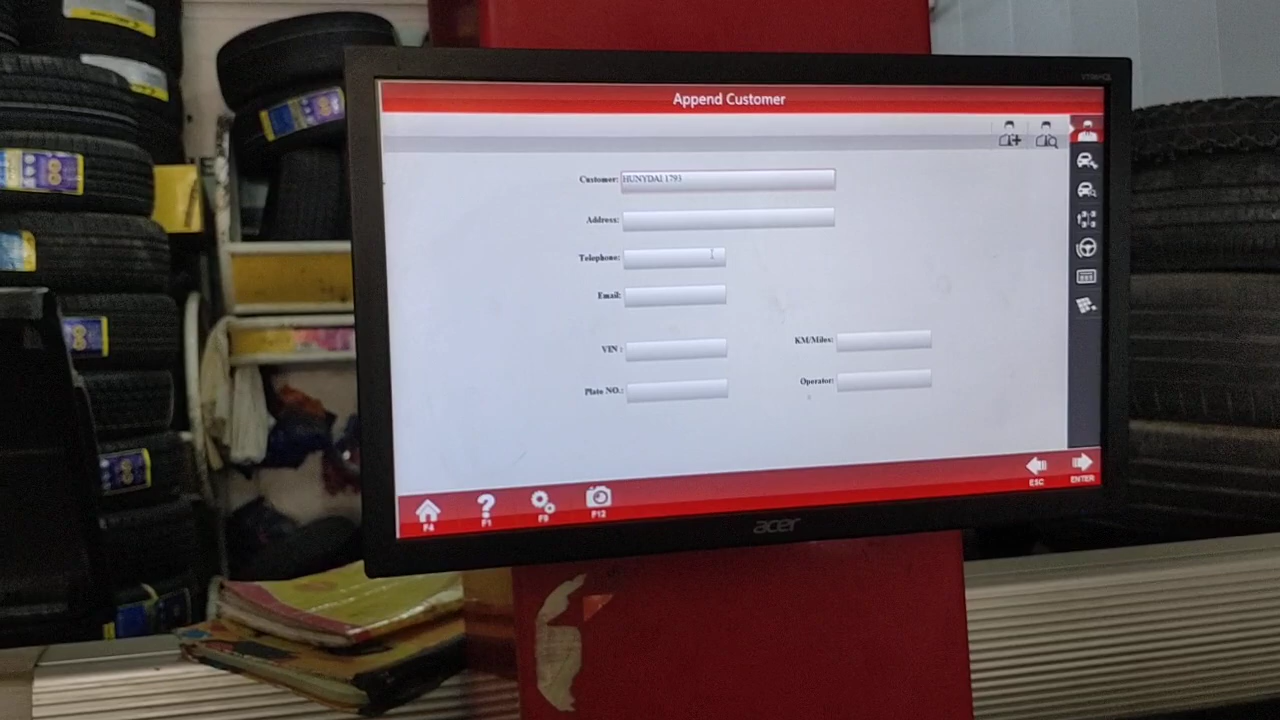 Append Customer
Customer: HUNYDAI 1793
Address:
Telephone:
Email:
VIN :
KM/Miles:
Plate NO.:
Operator:
ESC
ENTER
F4
F1
F9
F12
acer